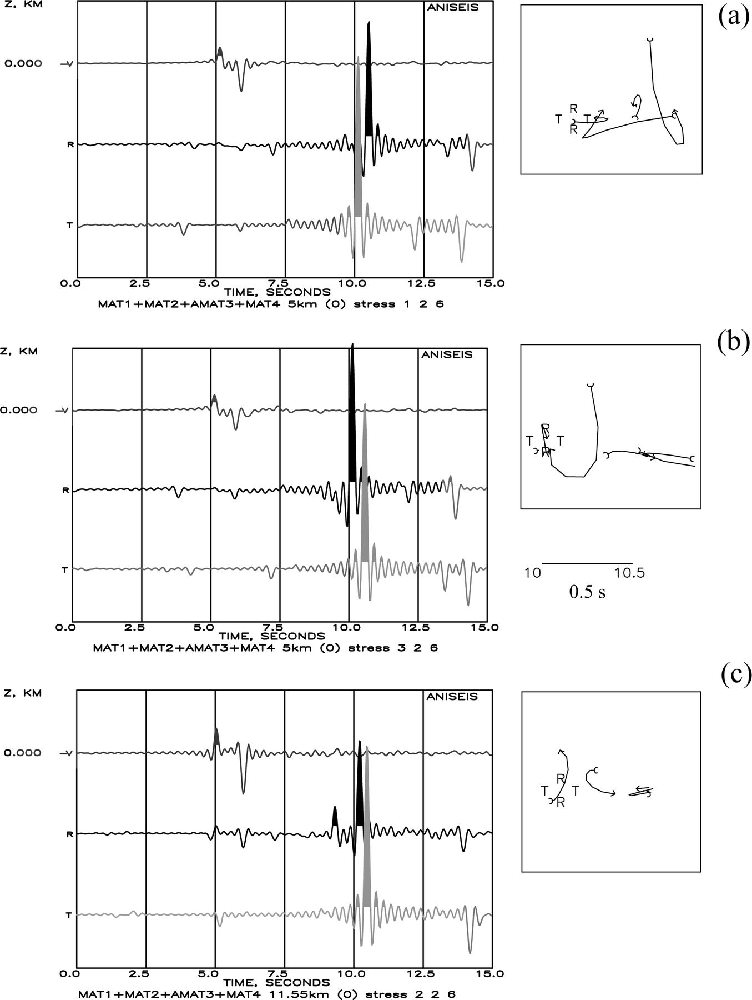 Z, KM
ANISEIS
(a)
0.000
V
R
T
0.0 2.5 5.0 7.5 10.0 12.5 15.0
TIME, SECONDS
MAT1+MAT2+AMAT3+MAT4 5km (0) stress 1 2 6
R
T T
R
(b)
Z, KM
ANISEIS
0.000
V
R
T
0.0 2.5 5.0 7.5 10.0 12.5 15.0
TIME, SECONDS
MAT1+MAT2+AMAT3+MAT4 5km (0) stress 3 2 6
R
T T
R
10 10.5
0.5 s
(c)
Z, KM
ANISEIS
0.000
V
R
T
0.0 2.5 5.0 7.5 10.0 12.5 15.0
TIME, SECONDS
MAT1+MAT2+AMAT3+MAT4 11.55km (0) stress 2 2 6
R
T T
R